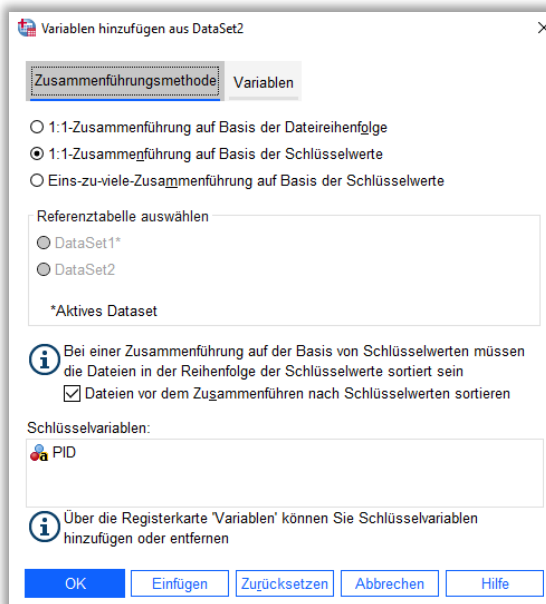 Variablen hinzufügen aus DataSet2
Zusammenführungsmethode Variablen
1:1-Zusammenführung auf Basis der Dateireihenfolge
1:1-Zusammenführung auf Basis der Schlüsselwerte
Eins-zu-viele-Zusammenführung auf Basis der Schlüsselwerte
Referenztabelle auswählen
DataSet1*
DataSet2
*Aktives Dataset
Bei einer Zusammenführung auf der Basis von Schlüsselwerten müssen
die Dateien in der Reihenfolge der Schlüsselwerte sortiert sein
Dateien vor dem Zusammenführen nach Schlüsselwerten sortieren
Schlüsselvariablen:
PID
Über die Registerkarte 'Variablen' können Sie Schlüsselvariablen
hinzufügen oder entfernen
OK Einfügen Zurücksetzen Abbrechen Hilfe